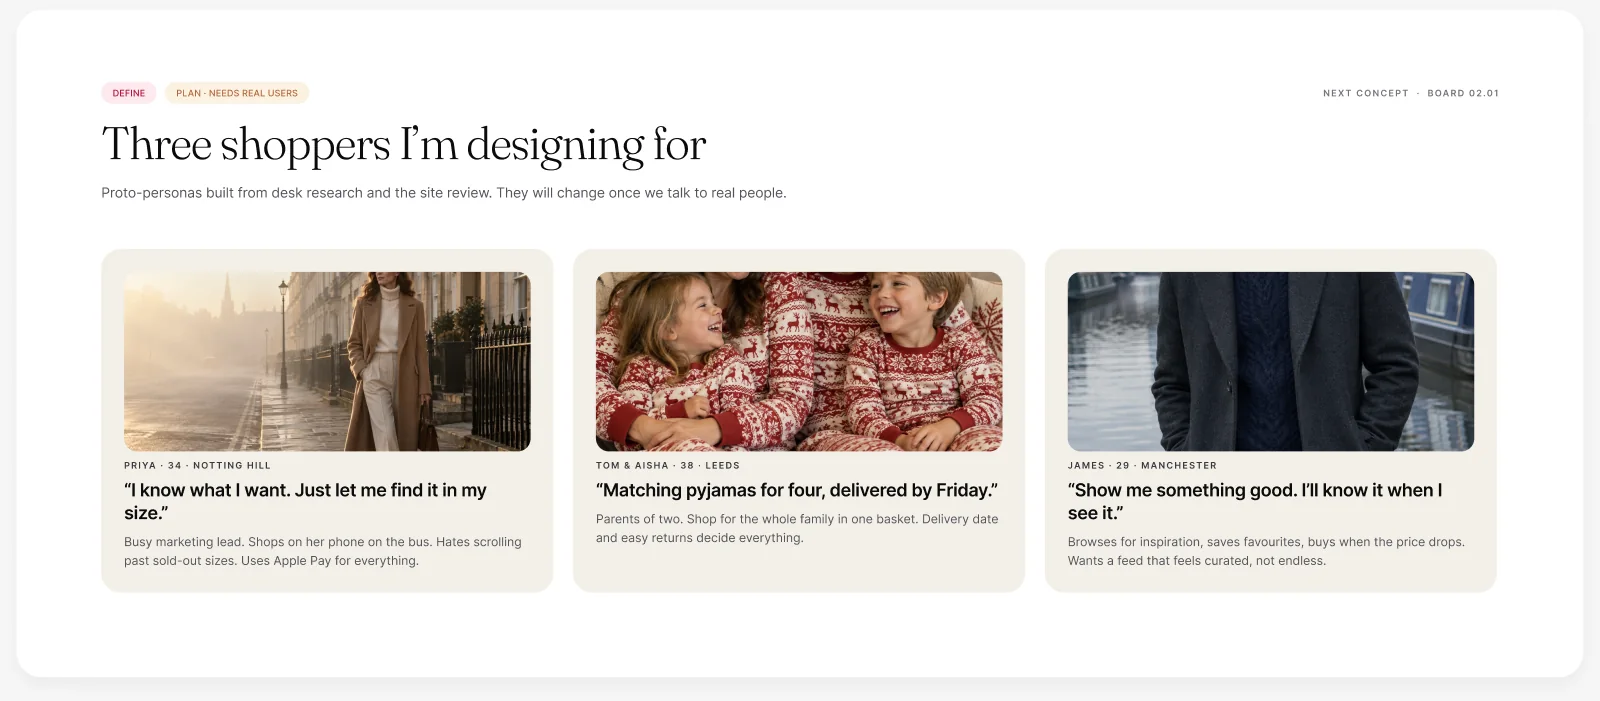 DEFINE
PLAN · NEEDS REAL USERS
NEXT CONCEPT · BOARD 02.01
Three shoppers I’m designing for
Proto-personas built from desk research and the site review. They will change once we talk to real people.
PRIYA · 34 · NOTTING HILL
“I know what I want. Just let me find it in my
size.”
Busy marketing lead. Shops on her phone on the bus. Hates scrolling
past sold-out sizes. Uses Apple Pay for everything.
TOM & AISHA · 38 · LEEDS
“Matching pyjamas for four, delivered by Friday.”
Parents of two. Shop for the whole family in one basket. Delivery date
and easy returns decide everything.
JAMES · 29 · MANCHESTER
“Show me something good. I’ll know it when I
see it.”
Browses for inspiration, saves favourites, buys when the price drops.
Wants a feed that feels curated, not endless.